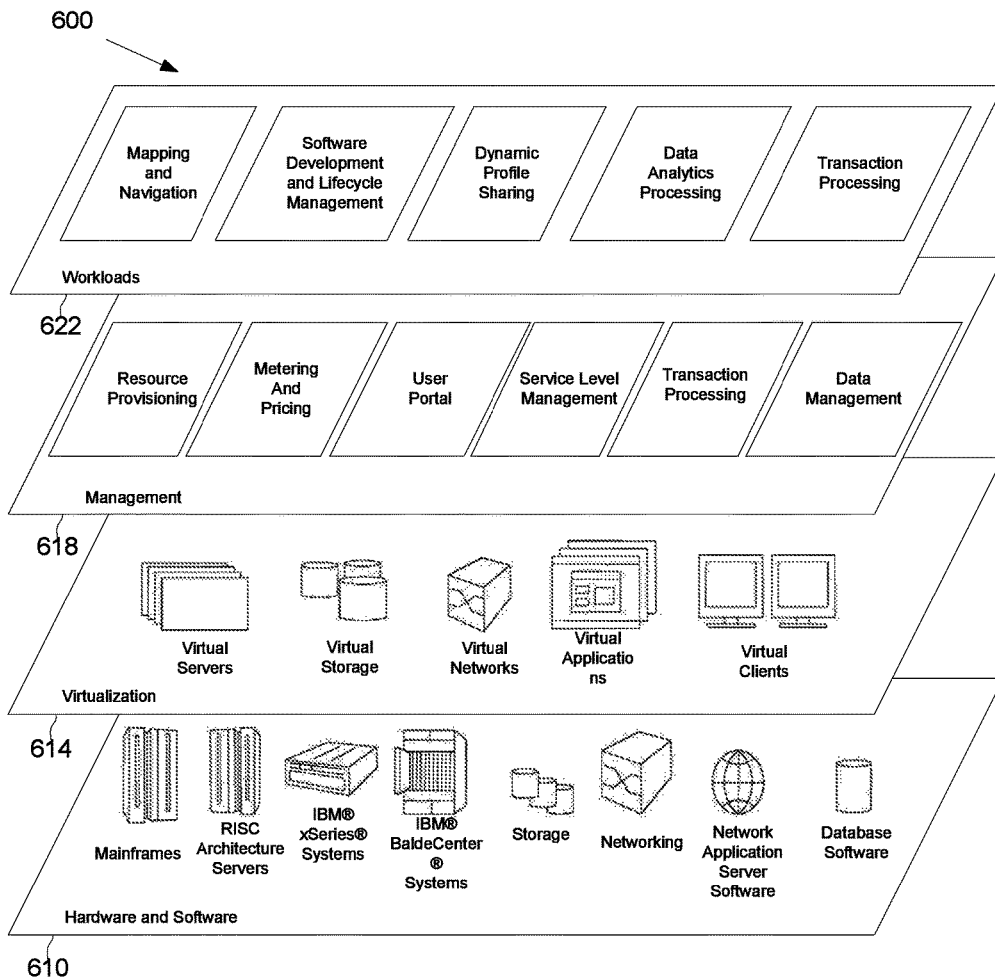 600
Mapping
and
Navigation
Software
Development
and Lifecycle
Management
Dynamic
Profile
Sharing
Data
Analytics
Processing
Transaction
Processing
Workloads
622
Resource
Provisioning
Metering
And
Pricing
User
Portal
Service Level
Management
Transaction
Processing
Data
Management
Management
618
Virtual
Servers
Virtual
Storage
Virtual
Networks
Virtual
Applicatio
ns
Virtual
Clients
Virtualization
614
Mainframes
RISC
Architecture
Servers
IBM®
xSeries®
Systems
IBM®
BaldeCenter
®
Systems
Storage
Networking
Network
Application
Server
Software
Database
Software
Hardware and Software
610